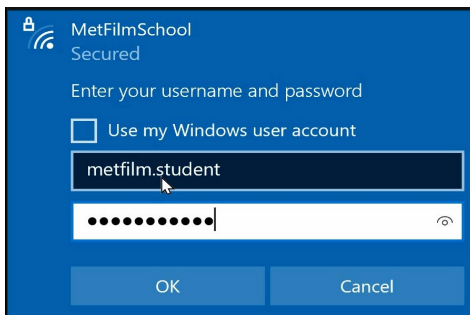 MetFilmSchool
Secured
Enter your username and password
Use my Windows user account
metfilm.student
●●●●●●●●●●●
OK
Cancel